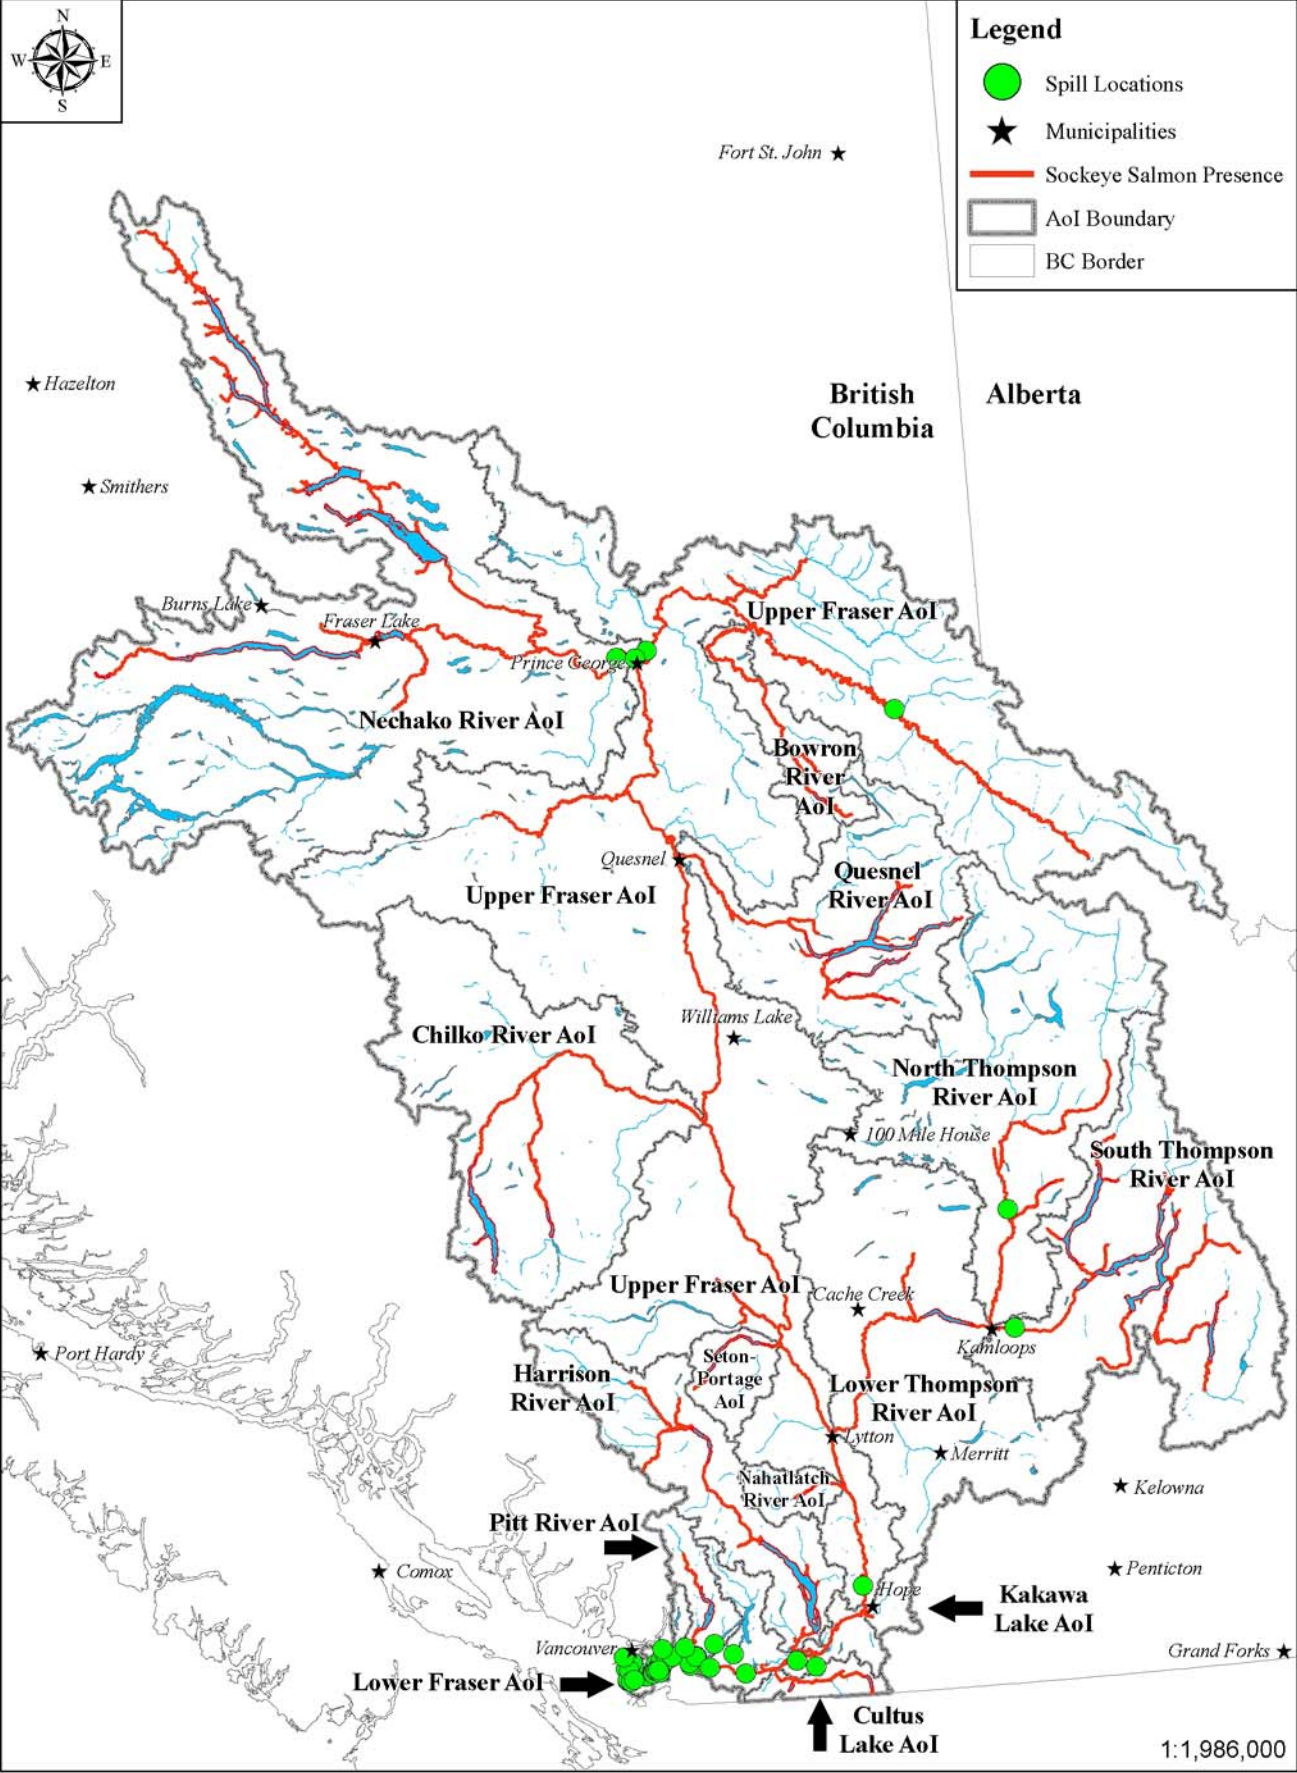 N
W
E
S
Legend
Spill Locations
Municipalities
Sockeye Salmon Presence
AoI Boundary
BC Border
Fort St. John
Hazelton
British
Columbia
Alberta
Smithers
Burns Lake
Fraser Lake
Upper Fraser AoI
Prince George
Nechako River AoI
Bowron
River
AoI
Quesnel
Quesnel
River AoI
Upper Fraser AoI
Williams Lake
Chilko River AoI
North Thompson
River AoI
100 Mile House
South Thompson
River AoI
Upper Fraser AoI
Cache Creek
Port Hardy
Kamloops
Seton-
Portage
AoI
Harrison
River AoI
Lower Thompson
River AoI
Lytton
Merritt
Nahatlatch
River AoI
Kelowna
Pitt River AoI
Comox
Penticton
Hope
Kakawa
Lake AoI
Vancouver
Grand Forks
Lower Fraser AoI
Cultus
Lake AoI
1:1,986,000